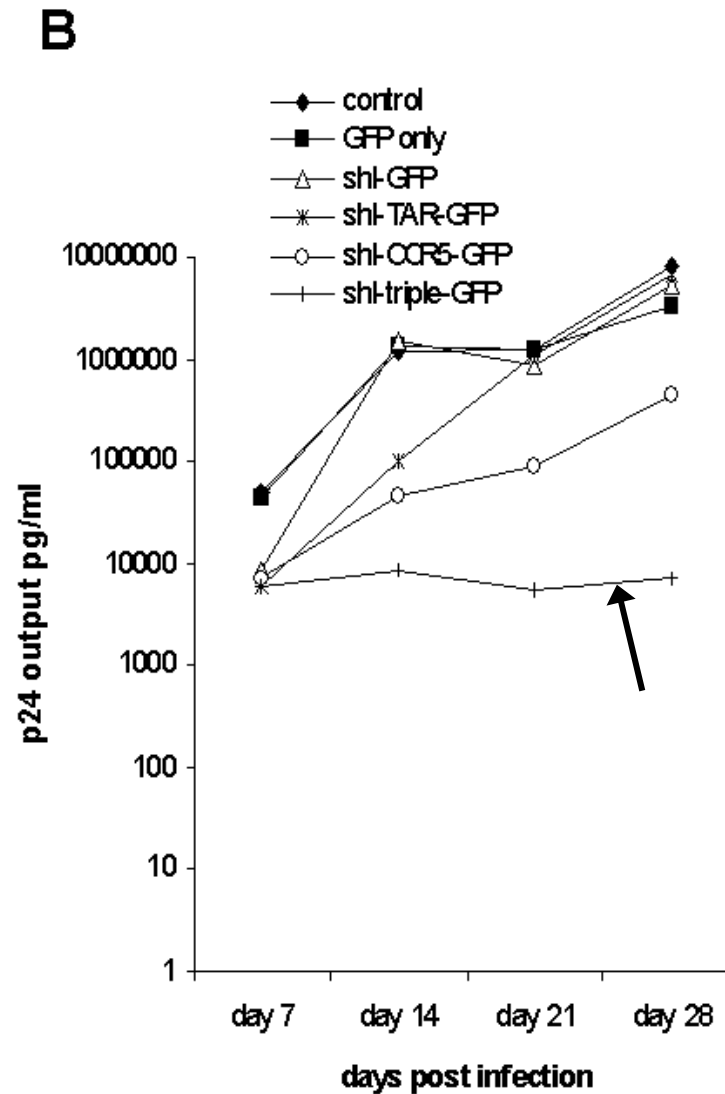 B
control
GFP only
shI-GFP
shI-TAR-GFP
shI-CCR5-GFP
shI-triple-GFP
10000000
1000000
100000
10000
1000
100
10
1
p24 output pg/ml
day 7 day 14 day 21 day 28
days post infection